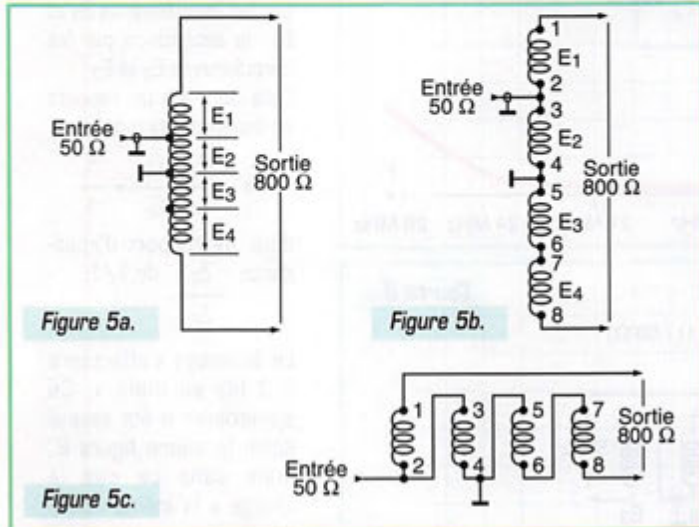 Entrée
50 Ω
E1
E2
E3
E4
Sortie
800 Ω
Figure 5a.
Entrée
50 Ω
1
E1
2
3
E2
4
5
E3
6
7
E4
8
Sortie
800 Ω
Figure 5b.
Entrée
50 Ω
1
3
5
7
2
4
6
8
Sortie
800 Ω
Figure 5c.